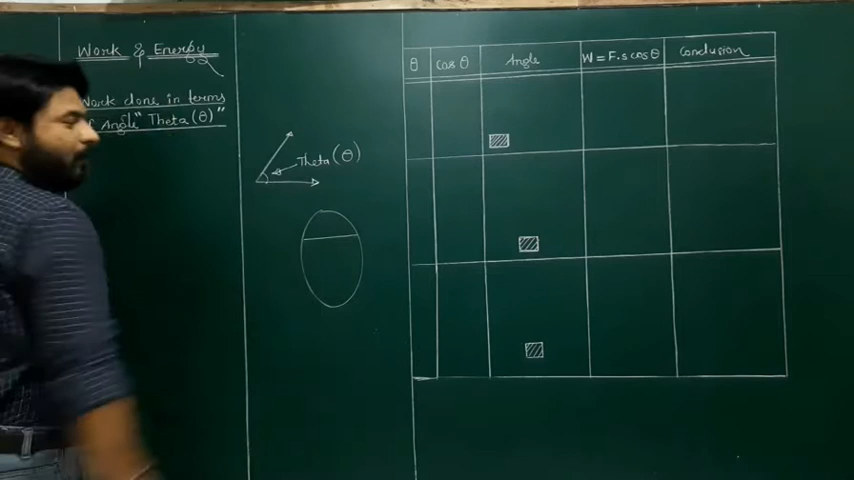 Work & Energy
Work done in terms
of Angle "Theta (θ)"
Theta (θ)
θ cos θ Angle W = F.s cos θ Conclusion